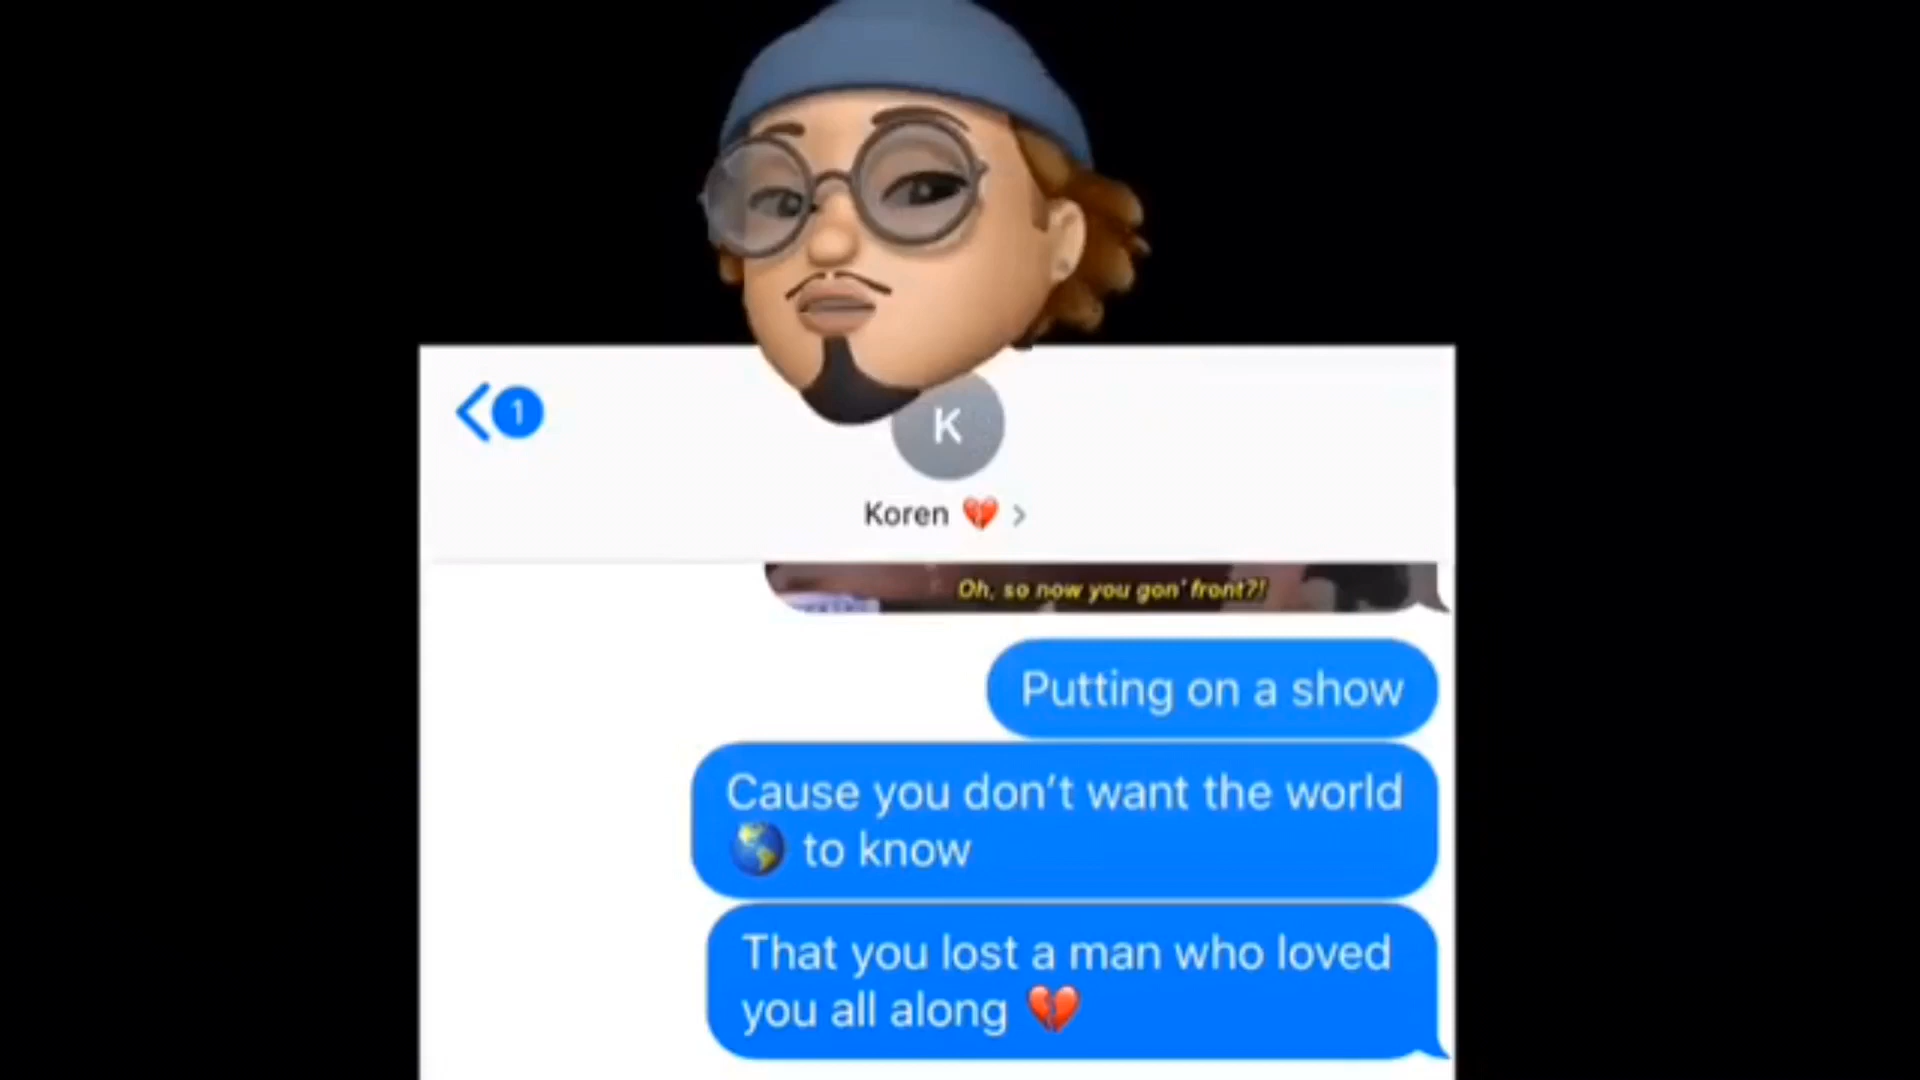 1
K
Koren 💔 >
Oh, so now you gon' front?!
Putting on a show
Cause you don't want the world
🌎 to know
That you lost a man who loved
you all along 💔